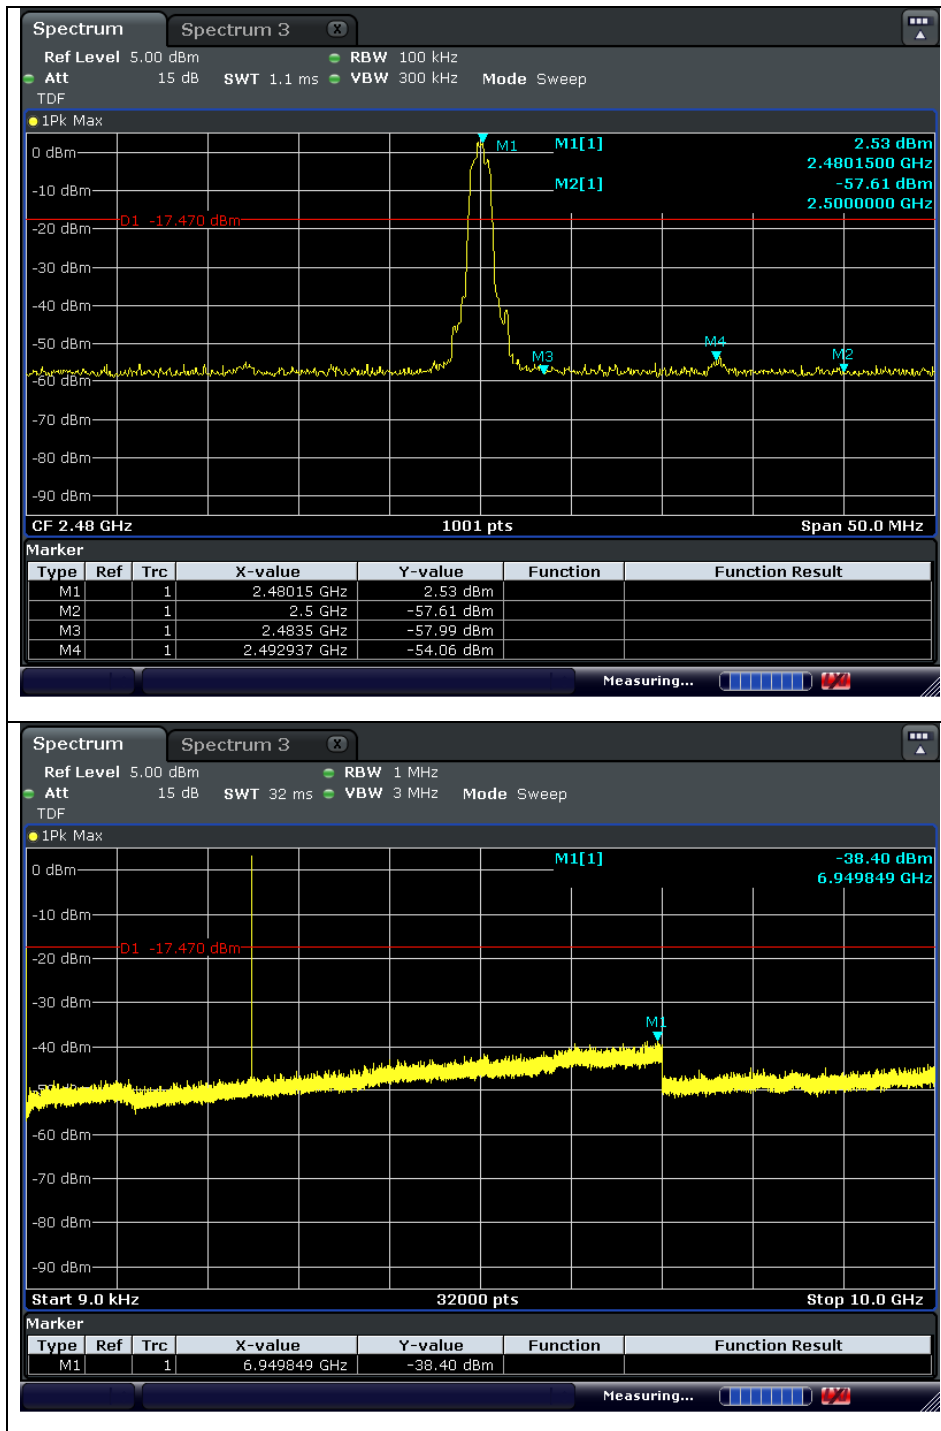 Spectrum Spectrum 3 X
Ref Level 5.00 dBm RBW 100 kHz
Att 15 dB SWT 1.1 ms VBW 300 kHz Mode Sweep
TDF
1Pk Max
M1 M1[1] 2.53 dBm
0 dBm 2.4801500 GHz
M2[1] -57.61 dBm
-10 dBm
2.5000000 GHz
D1 -17.470 dBm
-20 dBm
-30 dBm
-40 dBm
-50 dBm M4
M3 M2
-60 dBm
-70 dBm
-80 dBm
-90 dBm
CF 2.48 GHz 1001 pts Span 50.0 MHz
Marker
Type Ref Trc X-value Y-value Function Function Result
M1 1 2.48015 GHz 2.53 dBm
M2 1 2.5 GHz -57.61 dBm
M3 1 2.4835 GHz -57.99 dBm
M4 1 2.492937 GHz -54.06 dBm
Measuring...
Spectrum Spectrum 3 X
Ref Level 5.00 dBm RBW 1 MHz
Att 15 dB SWT 32 ms VBW 3 MHz Mode Sweep
TDF
1Pk Max
M1[1] -38.40 dBm
0 dBm 6.949849 GHz
-10 dBm
D1 -17.470 dBm
-20 dBm
-30 dBm
M1
-40 dBm
-60 dBm
-70 dBm
-80 dBm
-90 dBm
Start 9.0 kHz 32000 pts Stop 10.0 GHz
Marker
Type Ref Trc X-value Y-value Function Function Result
M1 1 6.949849 GHz -38.40 dBm
Measuring...